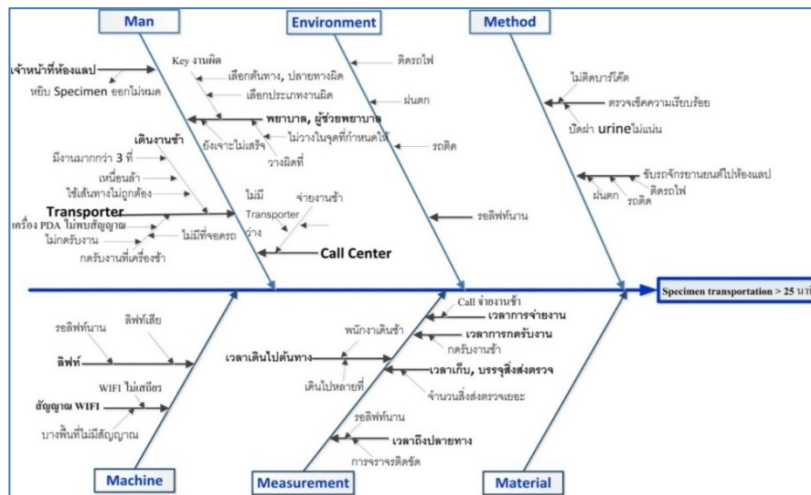 Man
Environment
Method
เจ้าหน้าที่ห้องแลป
หยิบ Specimen ออกไม่หมด
Key งานผิด
เลือกต้นทาง, ปลายทางผิด
เลือกประเภทงานผิด
พยาบาล, ผู้ช่วยพยาบาล
ยังเจาะไม่เสร็จ
ไม่วางในจุดที่กำหนดให้
วางผิดที่
เดินงานช้า
มีงานมากกว่า 3 ที่
เหนื่อยล้า
ใช้เส้นทางไม่ถูกต้อง
Transporter
เครื่อง PDA ไม่พบสัญญาณ
ไม่กดรับงาน
กดรับงานที่เครื่องช้า
ไม่มีที่จอดรถ
ไม่มี
Transporter
ว่าง
จ่ายงานช้า
Call Center
ติดรถไฟ
ฝนตก
รถติด
รอลิฟท์นาน
ไม่ติดบาร์โค๊ด
ตรวจเช็คความเรียบร้อย
ปิดฝา urineไม่แน่น
ขับรถจักรยานยนต์ไปห้องแลป
ฝนตก
รถติด
ติดรถไฟ
Specimen transportation > 25 นาที
รอลิฟท์นาน
ลิฟท์เสีย
ลิฟท์
WIFI ไม่เสถียร
สัญญาณ WIFI
บางพื้นที่ไม่มีสัญญาณ
Call จ่ายงานช้า
เวลาการจ่ายงาน
เวลาการกดรับงาน
กดรับงานช้า
พนักงาเดินช้า
เวลาเดินไปต้นทาง
เดินไปหลายที่
เวลาเก็บ, บรรจุสิ่งส่งตรวจ
จำนวนสิ่งส่งตรวจเยอะ
รอลิฟท์นาน
เวลาถึงปลายทาง
การจราจรติดขัด
Machine
Measurement
Material